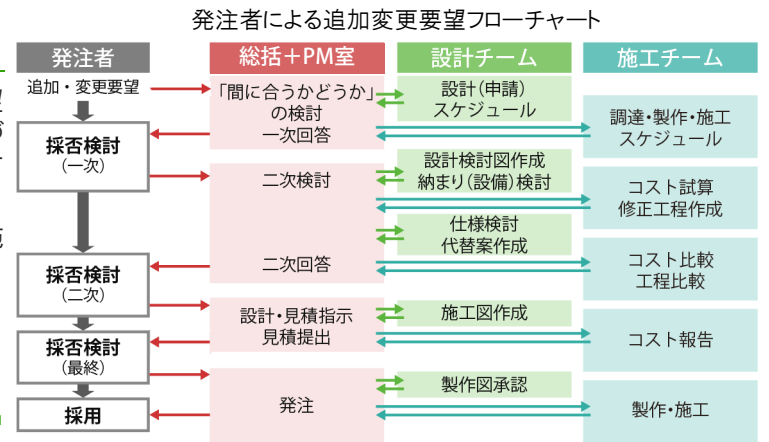 発注者による追加変更要望フローチャート
発注者
総括＋PM室
設計チーム
施工チーム
追加・変更要望
「間に合うかどうか」
の検討
一次回答
設計（申請）
スケジュール
調達・製作・施工
スケジュール
採否検討
（一次）
二次検討
設計検討図作成
納まり（設備）検討
コスト試算
修正工程作成
仕様検討
代替案作成
二次回答
コスト比較
工程比較
採否検討
（二次）
設計・見積指示
見積提出
施工図作成
コスト報告
採否検討
（最終）
発注
製作図承認
製作・施工
採用